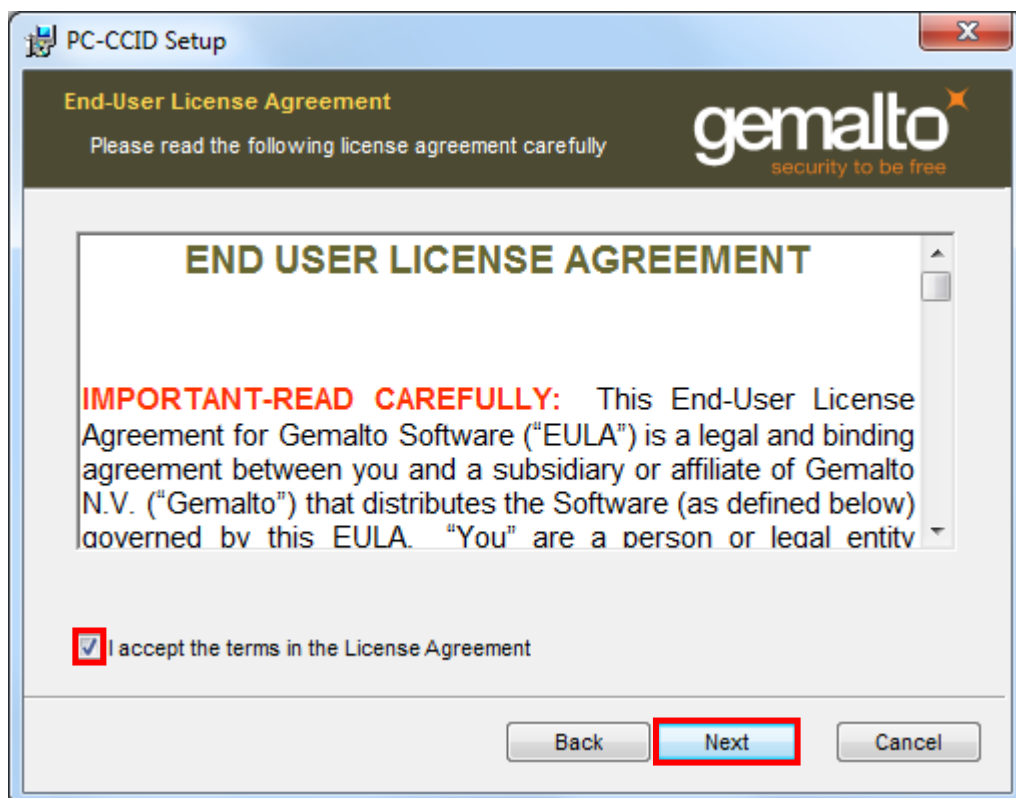 PC-CCID Setup
End-User License Agreement
Please read the following license agreement carefully
gemalto
security to be free
END USER LICENSE AGREEMENT
IMPORTANT-READ CAREFULLY: This End-User License
Agreement for Gemalto Software (“EULA”) is a legal and binding
agreement between you and a subsidiary or affiliate of Gemalto
N.V. (“Gemalto”) that distributes the Software (as defined below)
governed by this EULA. “You” are a person or legal entity
I accept the terms in the License Agreement
Back
Next
Cancel